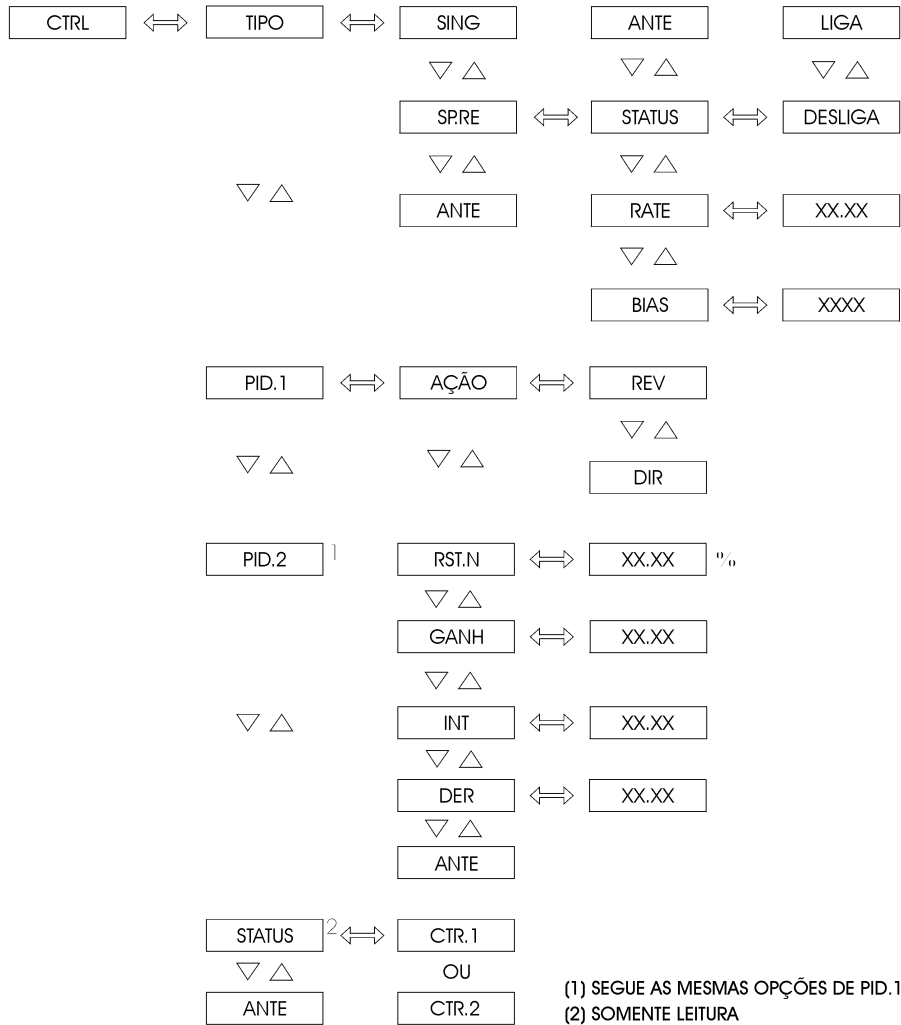 CTRL TIPO SING ANTE LIGA
SP.RE STATUS DESLIGA
ANTE RATE XX.XX
BIAS XXXX
PID.1 AÇÃO REV
DIR
PID.2 1 RST.N XX.XX %
GANH XX.XX
INT XX.XX
DER XX.XX
ANTE
STATUS 2 CTR.1
OU
ANTE CTR.2
(1) SEGUE AS MESMAS OPÇÕES DE PID.1
(2) SOMENTE LEITURA